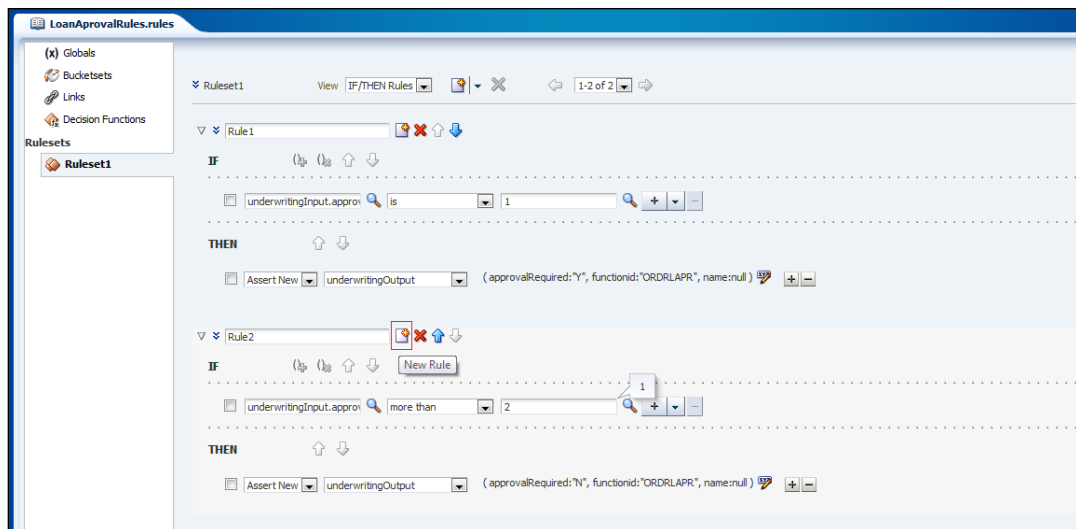 LoanAprovalRules.rules
(x) Globals
Bucketsets
Links
Decision Functions
Rulesets
Ruleset1
Ruleset1 View IF/THEN Rules 1-2 of 2
Rule1
IF
underwritingInput.approv is 1
THEN
Assert New underwritingOutput ( approvalRequired:"Y", functionid:"ORDRLAPR", name:null )
Rule2
IF New Rule
1
underwritingInput.approv more than 2
THEN
Assert New underwritingOutput ( approvalRequired:"N", functionid:"ORDRLAPR", name:null )